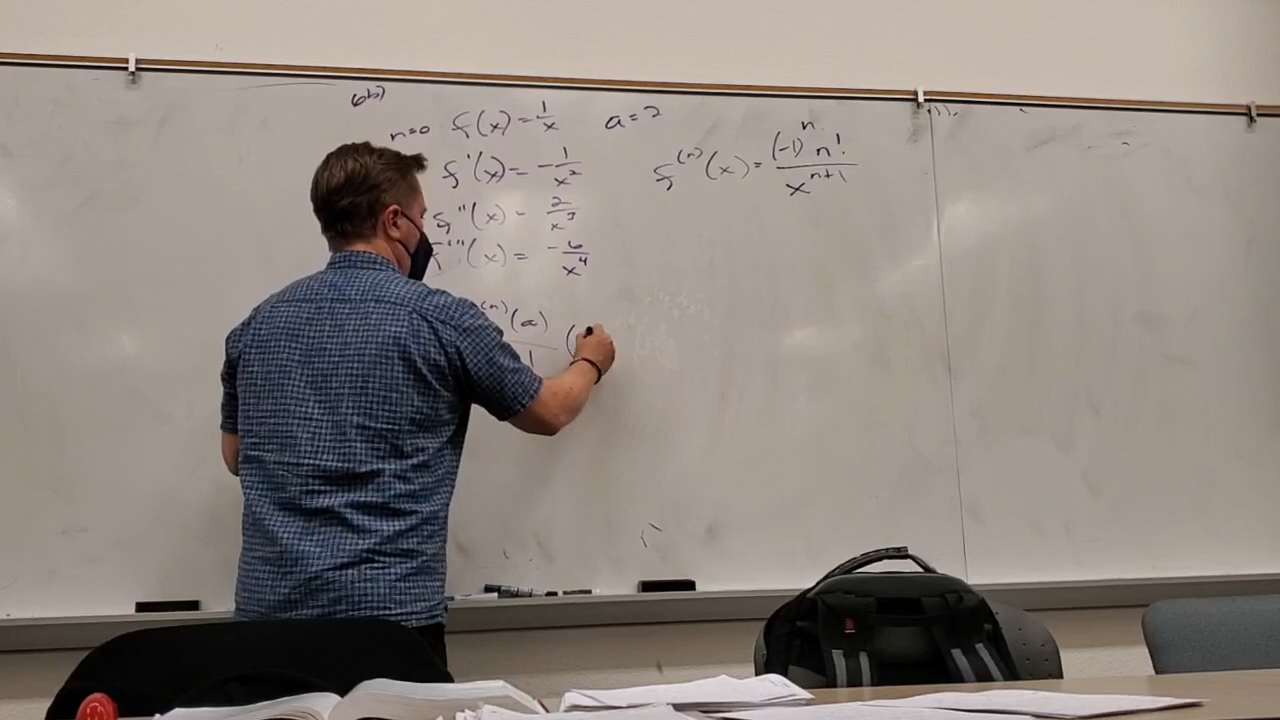 6b)
n=0 f(x) = 1/x a=2
f'(x) = -1/x²
f^(n)(x) = (-1)^n n!/x^(n+1)
f''(x) = 2/x³
f'''(x) = -6/x⁴
(n)(a) (